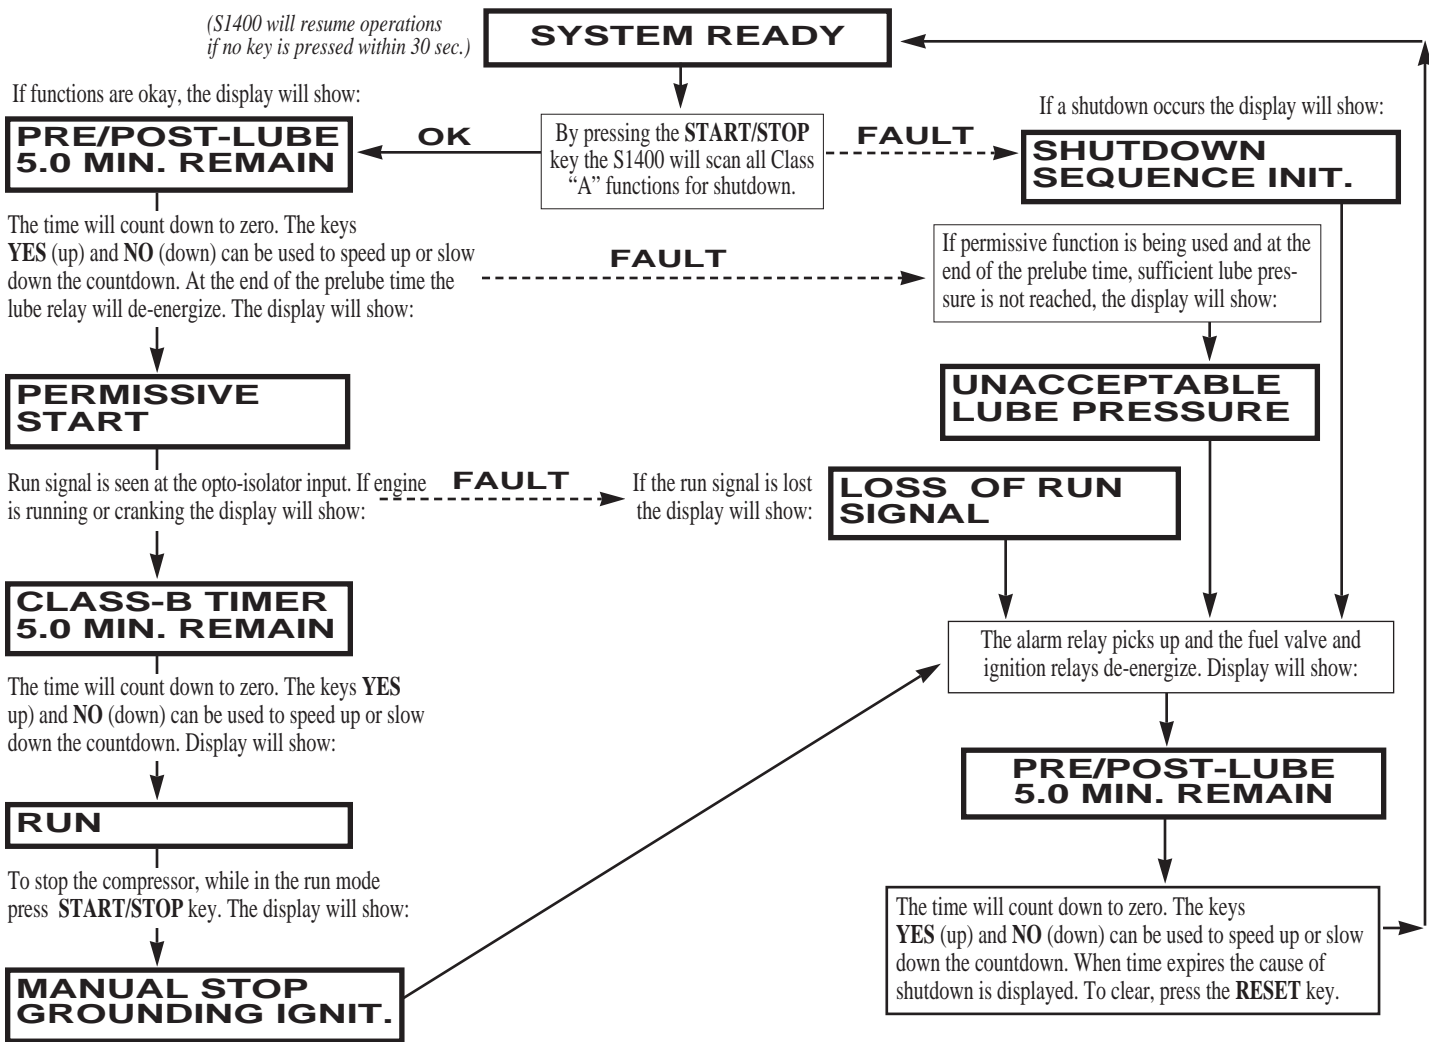 (S1400 will resume operations
if no key is pressed within 30 sec.)
SYSTEM READY
If functions are okay, the display will show:
PRE/POST-LUBE
5.0 MIN. REMAIN
OK
By pressing the START/STOP
key the S1400 will scan all Class
“A” functions for shutdown.
FAULT
If a shutdown occurs the display will show:
SHUTDOWN
SEQUENCE INIT.
The time will count down to zero. The keys
YES (up) and NO (down) can be used to speed up or slow
down the countdown. At the end of the prelube time the
lube relay will de-energize. The display will show:
FAULT
If permissive function is being used and at the
end of the prelube time, sufficient lube pres-
sure is not reached, the display will show:
PERMISSIVE
START
UNACCEPTABLE
LUBE PRESSURE
Run signal is seen at the opto-isolator input. If engine
is running or cranking the display will show:
FAULT
If the run signal is lost
the display will show:
LOSS OF RUN
SIGNAL
CLASS-B TIMER
5.0 MIN. REMAIN
The alarm relay picks up and the fuel valve and
ignition relays de-energize. Display will show:
The time will count down to zero. The keys YES
up) and NO (down) can be used to speed up or slow
down the countdown. Display will show:
PRE/POST-LUBE
5.0 MIN. REMAIN
RUN
To stop the compressor, while in the run mode
press START/STOP key. The display will show:
The time will count down to zero. The keys
YES (up) and NO (down) can be used to speed up or slow
down the countdown. When time expires the cause of
shutdown is displayed. To clear, press the RESET key.
MANUAL STOP
GROUNDING IGNIT.